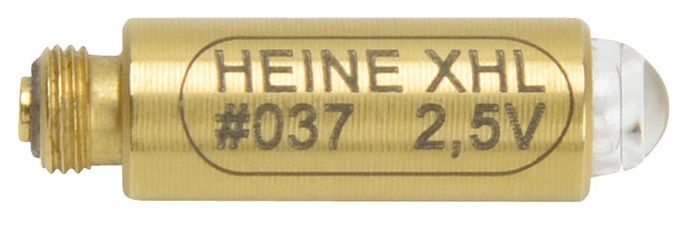 HEINE XHL
#037 2,5V